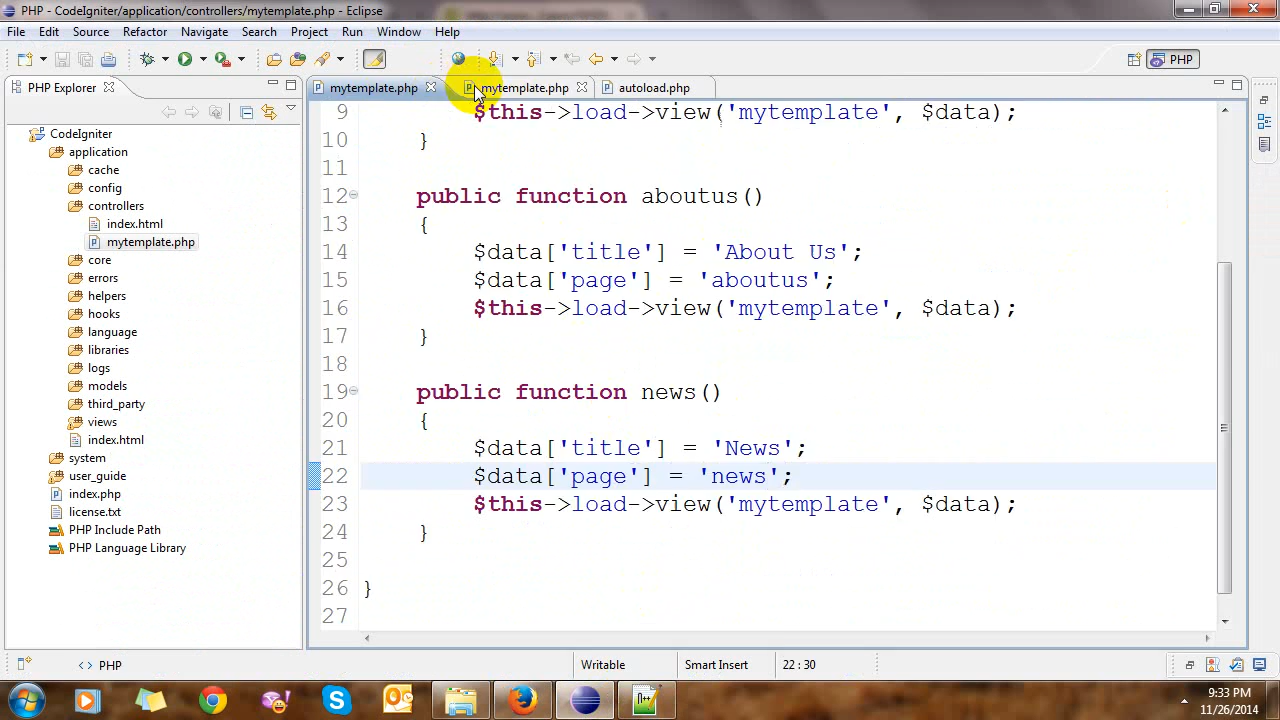 PHP - CodeIgniter/application/controllers/mytemplate.php - Eclipse
File Edit Source Refactor Navigate Search Project Run Window Help
PHP
PHP Explorer
mytemplate.php
mytemplate.php
autoload.php
CodeIgniter
application
cache
config
controllers
index.html
mytemplate.php
core
errors
helpers
hooks
language
libraries
logs
models
third_party
views
index.html
system
user_guide
index.php
license.txt
PHP Include Path
PHP Language Library
9 $this->load->view('mytemplate', $data);
10 }
11
12 public function aboutus()
13 {
14 $data['title'] = 'About Us';
15 $data['page'] = 'aboutus';
16 $this->load->view('mytemplate', $data);
17 }
18
19 public function news()
20 {
21 $data['title'] = 'News';
22 $data['page'] = 'news';
23 $this->load->view('mytemplate', $data);
24 }
25
26 }
27
<> PHP
Writable
Smart Insert
22 : 30
9:33 PM
11/26/2014